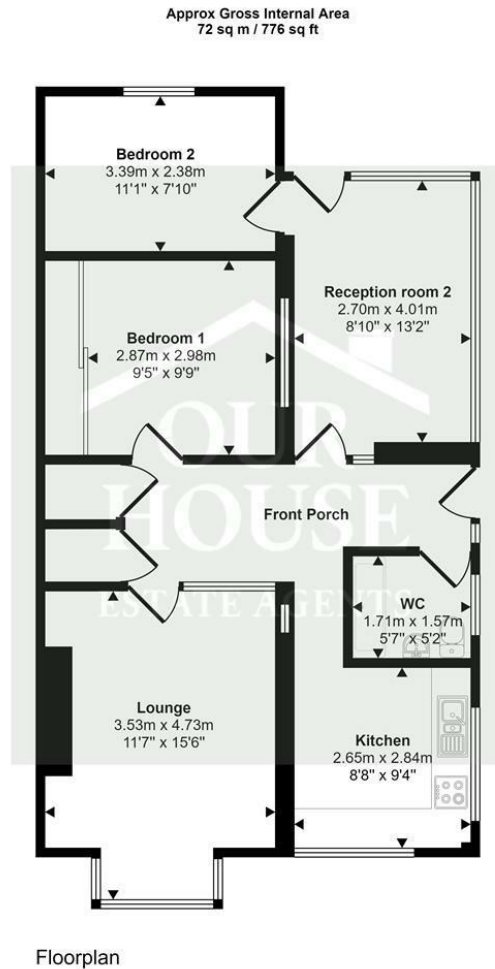 Approx Gross Internal Area
72 sq m / 776 sq ft
Bedroom 2
3.39m x 2.38m
11'1" x 7'10"
Reception room 2
2.70m x 4.01m
8'10" x 13'2"
Bedroom 1
2.87m x 2.98m
9'5" x 9'9"
OUR
HOUSE
ESTATE AGENTS
Front Porch
WC
1.71m x 1.57m
5'7" x 5'2"
Lounge
3.53m x 4.73m
11'7" x 15'6"
Kitchen
2.65m x 2.84m
8'8" x 9'4"
Floorplan